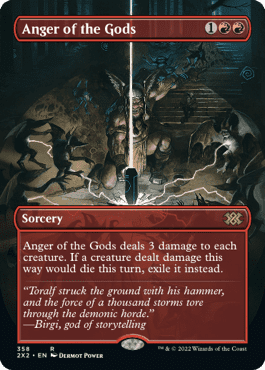 Anger of the Gods 1
Sorcery
Anger of the Gods deals 3 damage to each
creature. If a creature dealt damage this
way would die this turn, exile it instead.
“Toralf struck the ground with his hammer,
and the force of a thousand storms tore
through the demonic horde.”
—Birgi, god of storytelling
358 R
2X2 • EN DERMOT POWER
™ & © 2022 Wizards of the Coast